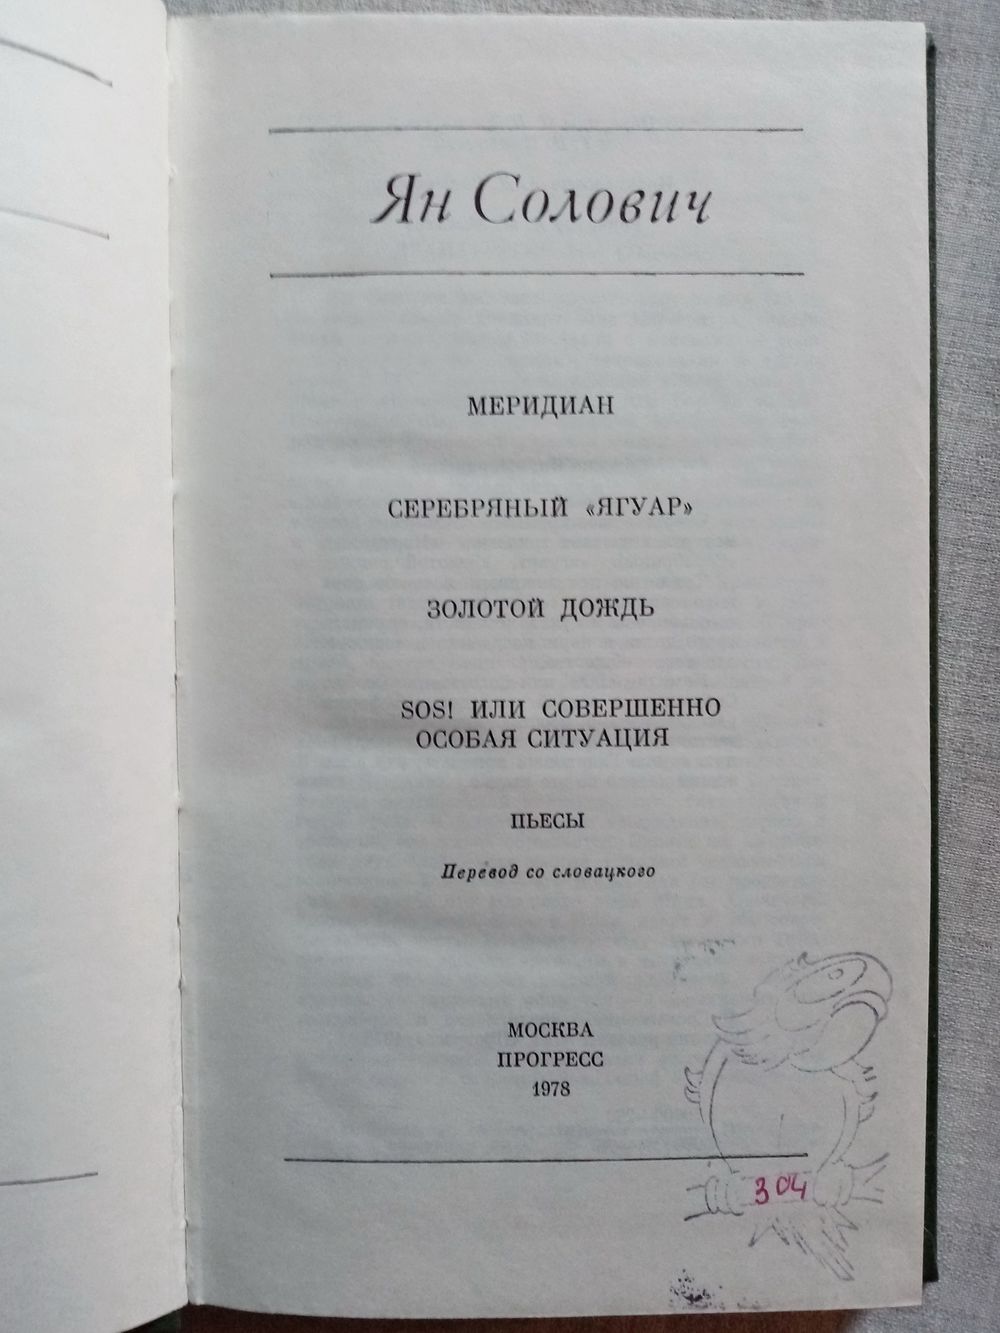 Ян Солович
МЕРИДИАН
СЕРЕБРЯНЫЙ «ЯГУАР»
ЗОЛОТОЙ ДОЖДЬ
SOS! ИЛИ СОВЕРШЕННО
ОСОБАЯ СИТУАЦИЯ
ПЬЕСЫ
Перевод со словацкого
МОСКВА
ПРОГРЕСС
1978
304